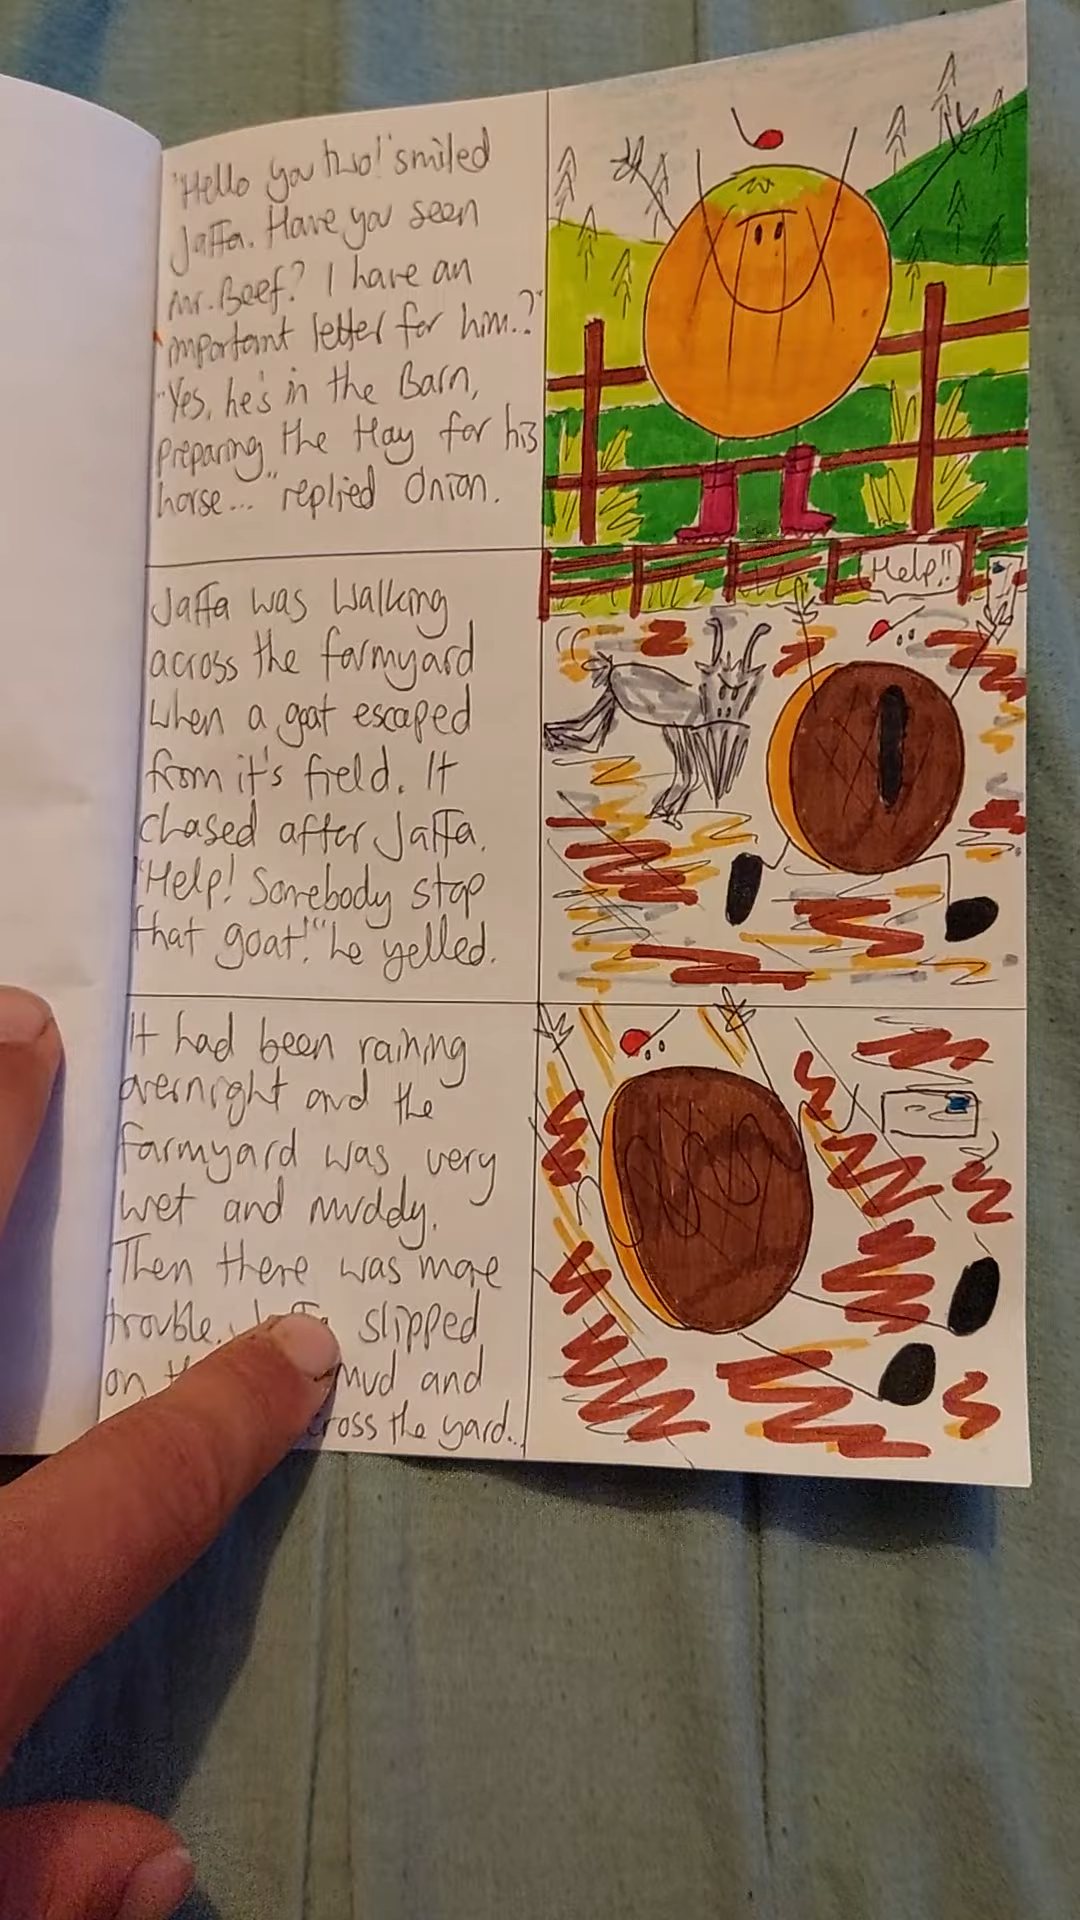 "Hello you two!" smiled
Jaffa. Have you seen
Mr. Beef? I have an
important letter for him..?"
"Yes, he's in the Barn,
preparing the Hay for his
horse..." replied Onion.
Jaffa was walking
across the farmyard
when a goat escaped
from it's field. It
chased after Jaffa.
"Help! Somebody stop
that goat!" he yelled.
Help!!
It had been raining
overnight and the
farmyard was very
wet and muddy.
Then there was more
trouble. slipped
on mud and
across the yard...